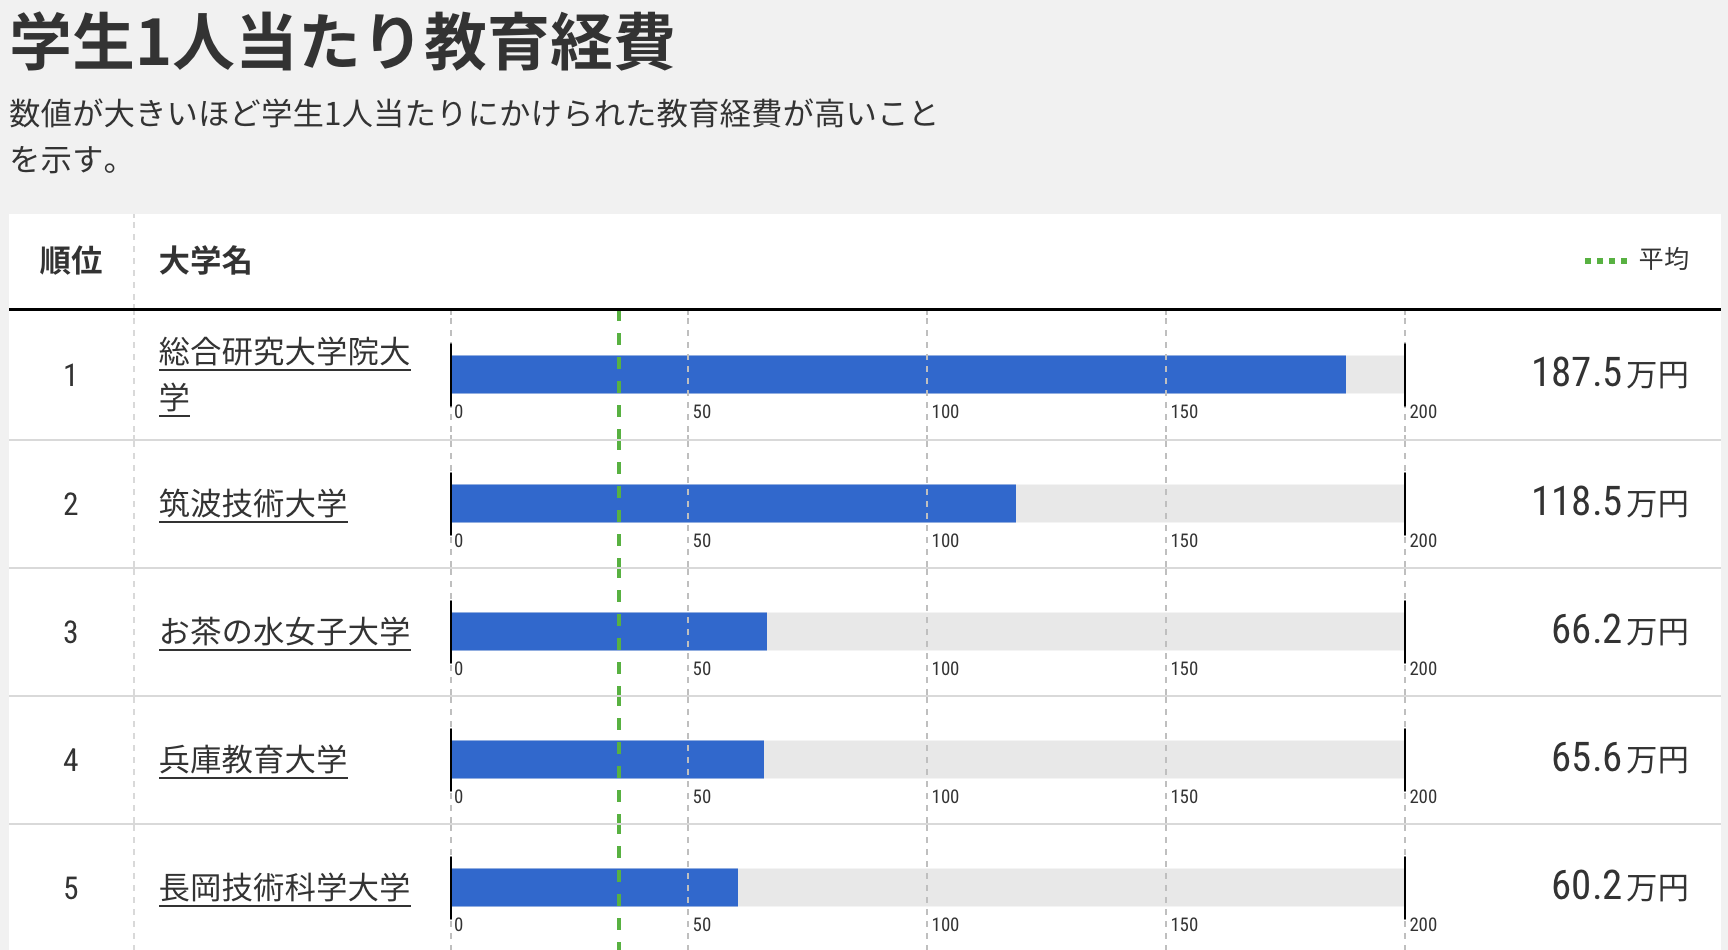 学生1人当たり教育経費
数値が大きいほど学生1人当たりにかけられた教育経費が高いこと
を示す。
順位 大学名 平均
1 総合研究大学院大
学
0 50 100 150 200
187.5万円
2 筑波技術大学 118.5万円
0 50 100 150 200
3 お茶の水女子大学 66.2万円
0 50 100 150 200
4 兵庫教育大学 65.6万円
0 50 100 150 200
5 長岡技術科学大学 60.2万円
0 50 100 150 200